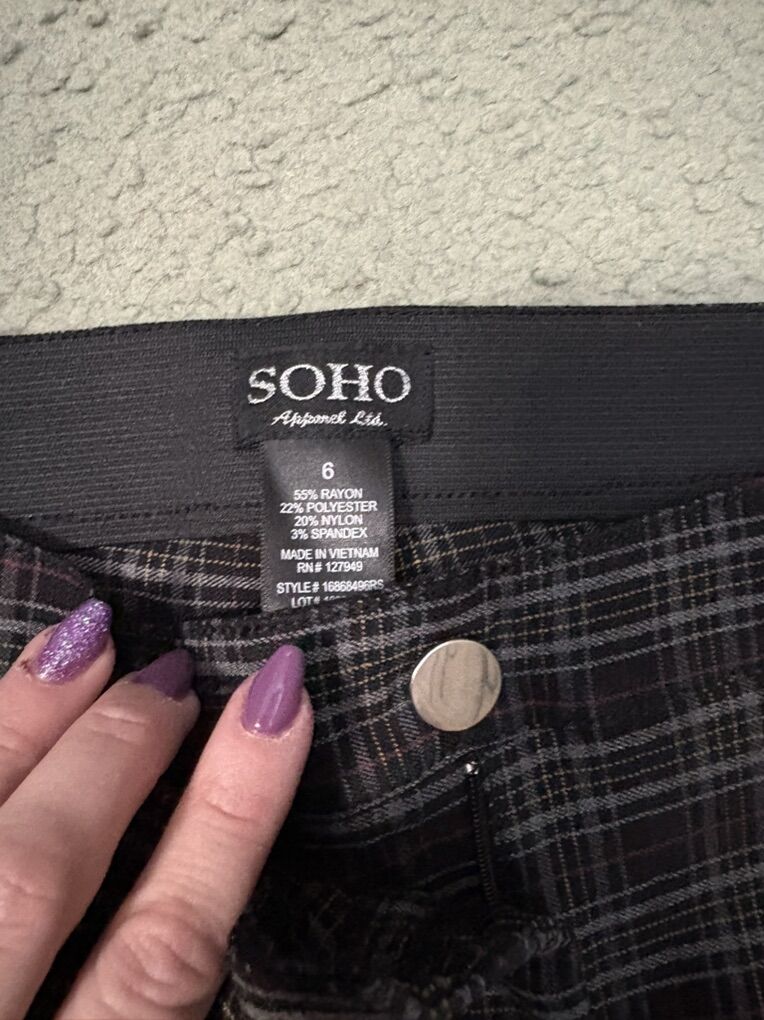 SOHO
Apparel Ltd.
6
55% RAYON
22% POLYESTER
20% NYLON
3% SPANDEX
MADE IN VIETNAM
RN# 127949
STYLE# 16868496RS
LOT#